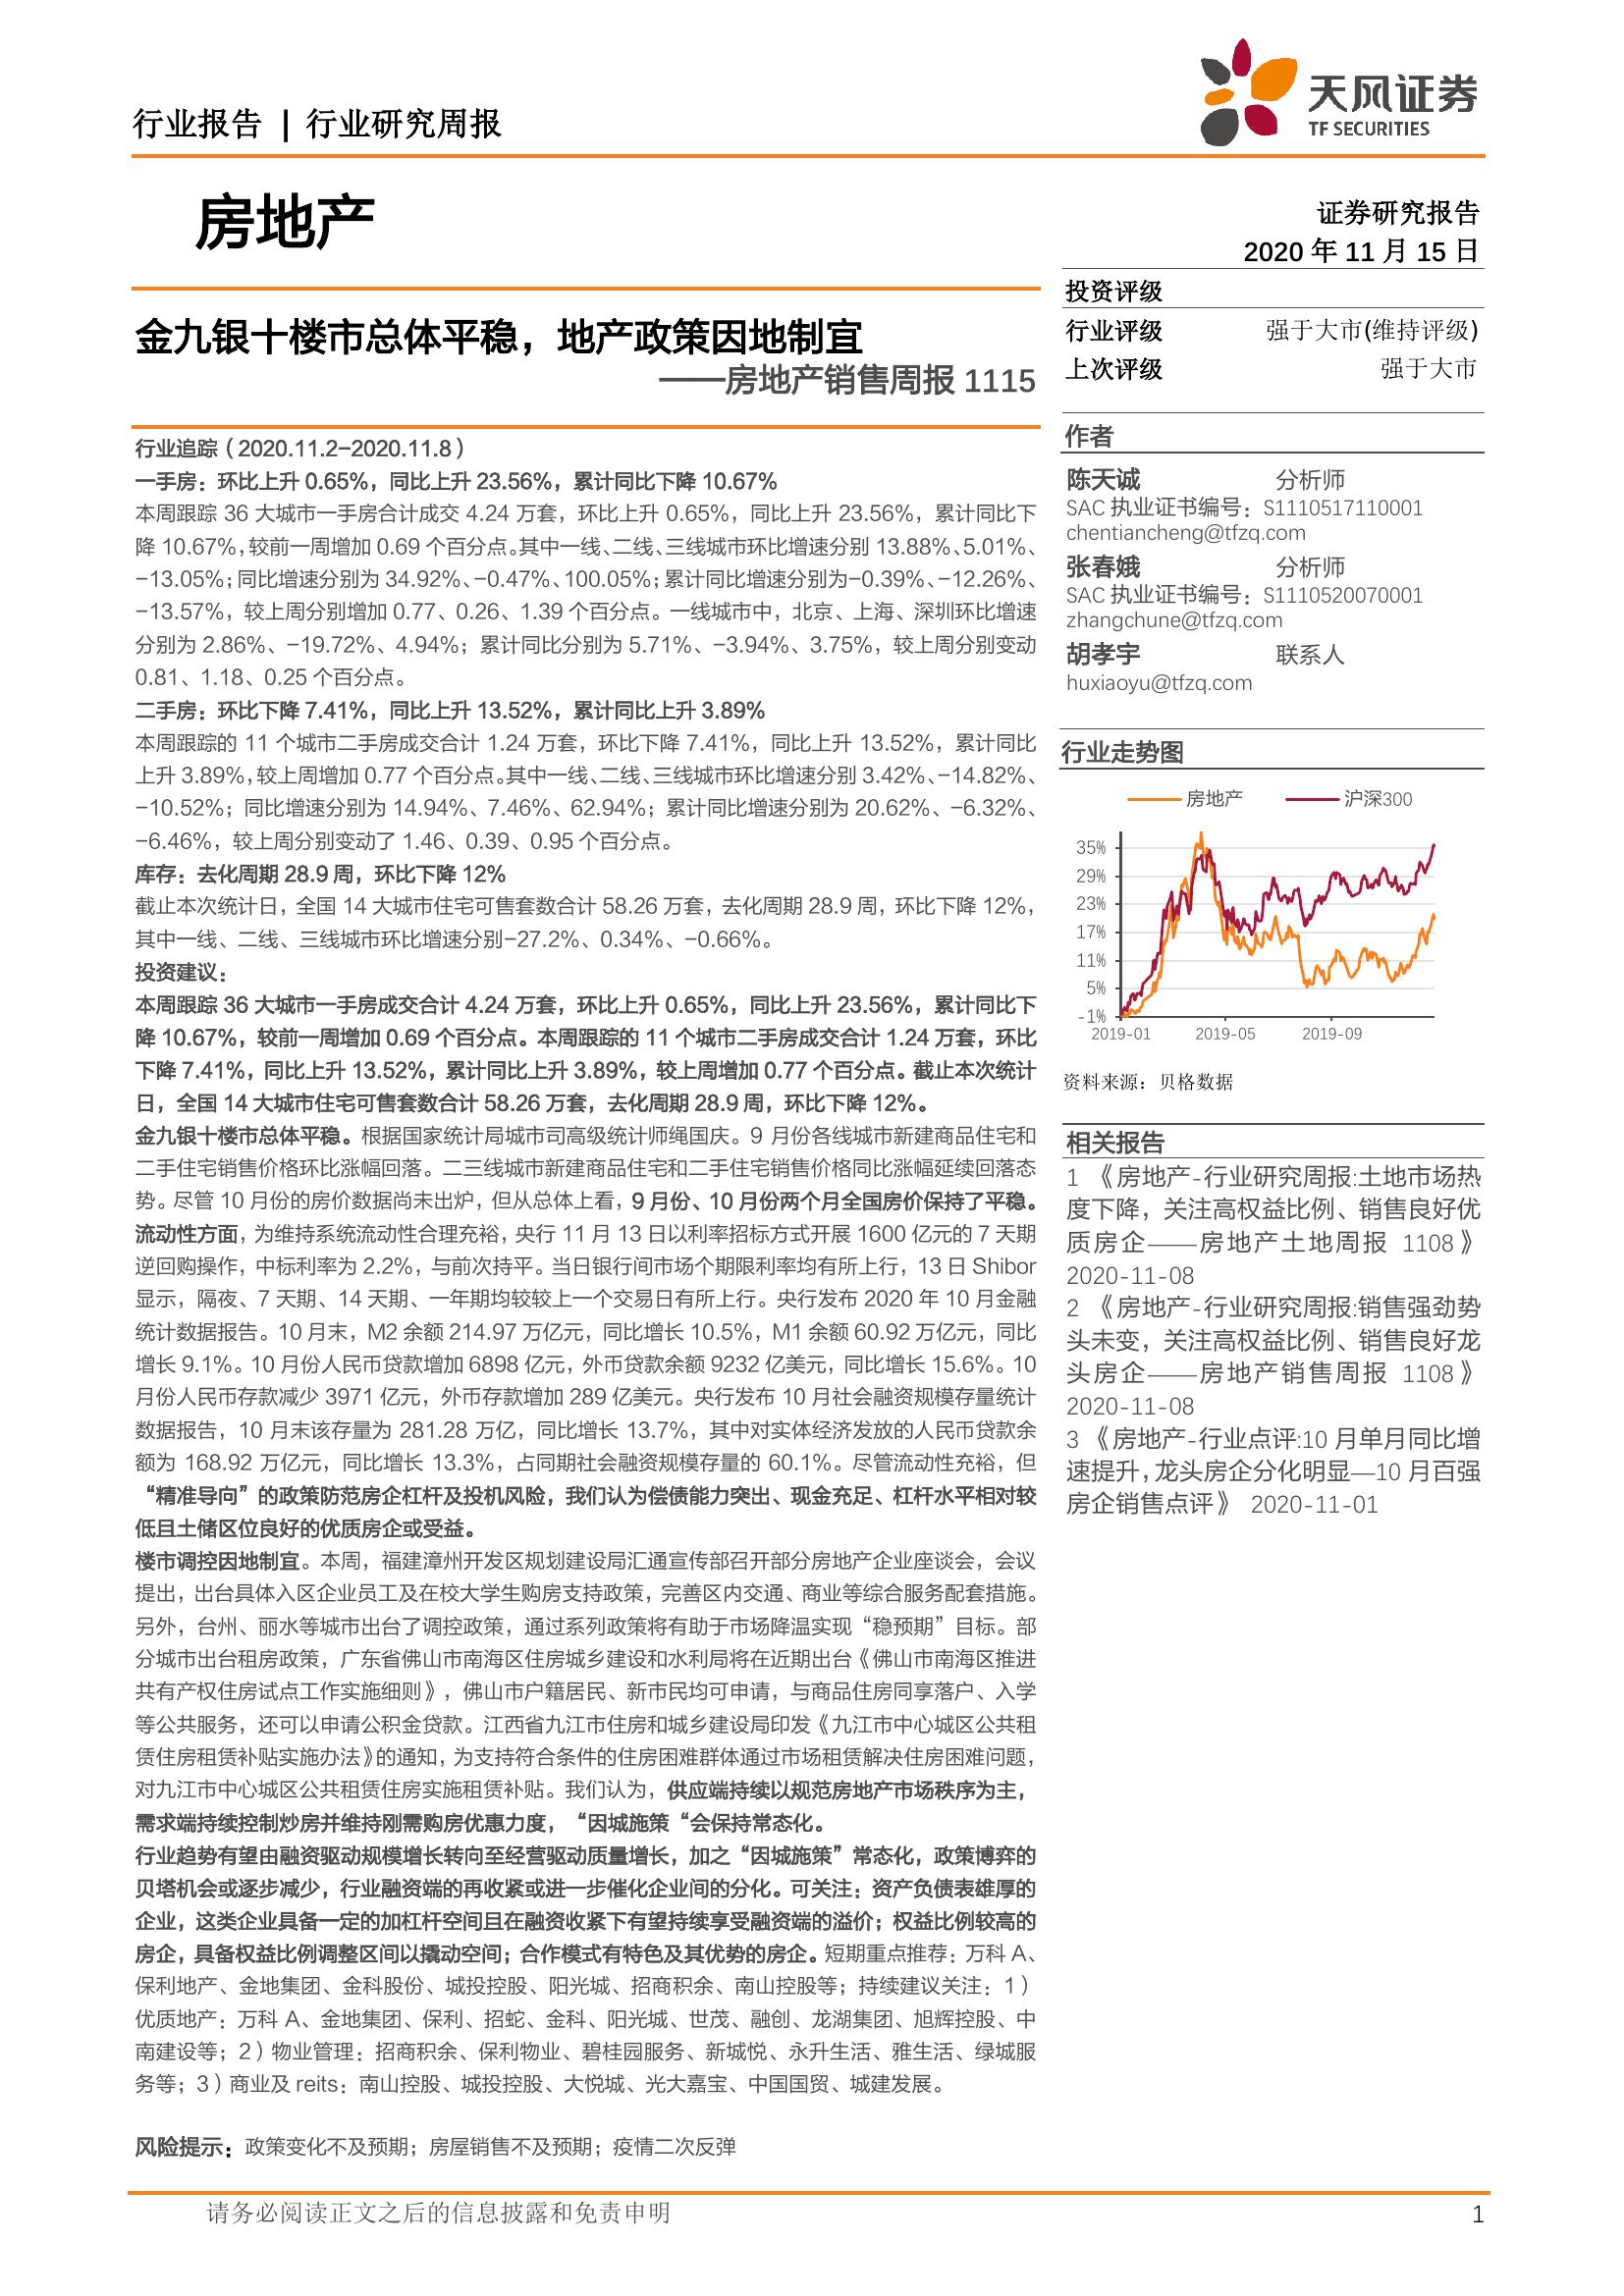 行业报告 | 行业研究周报
天风证券
TF SECURITIES
房地产
证券研究报告
2020 年 11 月 15 日
投资评级
行业评级 强于大市(维持评级)
上次评级 强于大市
金九银十楼市总体平稳，地产政策因地制宜
——房地产销售周报 1115
行业追踪（2020.11.2-2020.11.8）
一手房：环比上升 0.65%，同比上升 23.56%，累计同比下降 10.67%
本周跟踪 36 大城市一手房合计成交 4.24 万套，环比上升 0.65%，同比上升 23.56%，累计同比下
降 10.67%，较前一周增加 0.69 个百分点。其中一线、二线、三线城市环比增速分别 13.88%、5.01%、
-13.05%；同比增速分别为 34.92%、-0.47%、100.05%；累计同比增速分别为-0.39%、-12.26%、
-13.57%，较上周分别增加 0.77、0.26、1.39 个百分点。一线城市中，北京、上海、深圳环比增速
分别为 2.86%、-19.72%、4.94%；累计同比分别为 5.71%、-3.94%、3.75%，较上周分别变动
0.81、1.18、0.25 个百分点。
二手房：环比下降 7.41%，同比上升 13.52%，累计同比上升 3.89%
本周跟踪的 11 个城市二手房成交合计 1.24 万套，环比下降 7.41%，同比上升 13.52%，累计同比
上升 3.89%，较上周增加 0.77 个百分点。其中一线、二线、三线城市环比增速分别 3.42%、-14.82%、
-10.52%；同比增速分别为 14.94%、7.46%、62.94%；累计同比增速分别为 20.62%、-6.32%、
-6.46%，较上周分别变动了 1.46、0.39、0.95 个百分点。
库存：去化周期 28.9 周，环比下降 12%
截止本次统计日，全国 14 大城市住宅可售套数合计 58.26 万套，去化周期 28.9 周，环比下降 12%，
其中一线、二线、三线城市环比增速分别-27.2%、0.34%、-0.66%。
投资建议：
本周跟踪 36 大城市一手房成交合计 4.24 万套，环比上升 0.65%，同比上升 23.56%，累计同比下
降 10.67%，较前一周增加 0.69 个百分点。本周跟踪的 11 个城市二手房成交合计 1.24 万套，环比
下降 7.41%，同比上升 13.52%，累计同比上升 3.89%，较上周增加 0.77 个百分点。截止本次统计
日，全国 14 大城市住宅可售套数合计 58.26 万套，去化周期 28.9 周，环比下降 12%。
金九银十楼市总体平稳。根据国家统计局城市司高级统计师绳国庆。9 月份各线城市新建商品住宅和
二手住宅销售价格环比涨幅回落。二三线城市新建商品住宅和二手住宅销售价格同比涨幅延续回落态
势。尽管 10 月份的房价数据尚未出炉，但从总体上看，9 月份、10 月份两个月全国房价保持了平稳。
流动性方面，为维持系统流动性合理充裕，央行 11 月 13 日以利率招标方式开展 1600 亿元的 7 天期
逆回购操作，中标利率为 2.2%，与前次持平。当日银行间市场个期限利率均有所上行，13 日 Shibor
显示，隔夜、7 天期、14 天期、一年期均较较上一个交易日有所上行。央行发布 2020 年 10 月金融
统计数据报告。10 月末，M2 余额 214.97 万亿元，同比增长 10.5%，M1 余额 60.92 万亿元，同比
增长 9.1%。10 月份人民币贷款增加 6898 亿元，外币贷款余额 9232 亿美元，同比增长 15.6%。10
月份人民币存款减少 3971 亿元，外币存款增加 289 亿美元。央行发布 10 月社会融资规模存量统计
数据报告，10 月末该存量为 281.28 万亿，同比增长 13.7%，其中对实体经济发放的人民币贷款余
额为 168.92 万亿元，同比增长 13.3%，占同期社会融资规模存量的 60.1%。尽管流动性充裕，但
“精准导向”的政策防范房企杠杆及投机风险，我们认为偿债能力突出、现金充足、杠杆水平相对较
低且土储区位良好的优质房企或受益。
楼市调控因地制宜。本周，福建漳州开发区规划建设局汇通宣传部召开部分房地产企业座谈会，会议
提出，出台具体入区企业员工及在校大学生购房支持政策，完善区内交通、商业等综合服务配套措施。
另外，台州、丽水等城市出台了调控政策，通过系列政策将有助于市场降温实现“稳预期”目标。部
分城市出台租房政策，广东省佛山市南海区住房城乡建设和水利局将在近期出台《佛山市南海区推进
共有产权住房试点工作实施细则》，佛山市户籍居民、新市民均可申请，与商品住房同享落户、入学
等公共服务，还可以申请公积金贷款。江西省九江市住房和城乡建设局印发《九江市中心城区公共租
赁住房租赁补贴实施办法》的通知，为支持符合条件的住房困难群体通过市场租赁解决住房困难问题，
对九江市中心城区公共租赁住房实施租赁补贴。我们认为，供应端持续以规范房地产市场秩序为主，
需求端持续控制炒房并维持刚需购房优惠力度，“因城施策“会保持常态化。
行业趋势有望由融资驱动规模增长转向至经营驱动质量增长，加之“因城施策”常态化，政策博弈的
贝塔机会或逐步减少，行业融资端的再收紧或进一步催化企业间的分化。可关注：资产负债表雄厚的
企业，这类企业具备一定的加杠杆空间且在融资收紧下有望持续享受融资端的溢价；权益比例较高的
房企，具备权益比例调整区间以撬动空间；合作模式有特色及其优势的房企。短期重点推荐：万科 A、
保利地产、金地集团、金科股份、城投控股、阳光城、招商积余、南山控股等；持续建议关注：1）
优质地产：万科 A、金地集团、保利、招蛇、金科、阳光城、世茂、融创、龙湖集团、旭辉控股、中
南建设等；2）物业管理：招商积余、保利物业、碧桂园服务、新城悦、永升生活、雅生活、绿城服
务等；3）商业及 reits：南山控股、城投控股、大悦城、光大嘉宝、中国国贸、城建发展。
风险提示：政策变化不及预期；房屋销售不及预期；疫情二次反弹
作者
陈天诚 分析师
SAC 执业证书编号：S1110517110001
chentiancheng@tfzq.com
张春娥 分析师
SAC 执业证书编号：S1110520070001
zhangchune@tfzq.com
胡孝宇 联系人
huxiaoyu@tfzq.com
行业走势图
房地产 沪深300
35%
29%
23%
17%
11%
5%
-1%
2019-01 2019-05 2019-09
资料来源：贝格数据
相关报告
1 《房地产-行业研究周报:土地市场热
度下降，关注高权益比例、销售良好优
质房企——房地产土地周报 1108》
2020-11-08
2 《房地产-行业研究周报:销售强劲势
头未变，关注高权益比例、销售良好龙
头房企——房地产销售周报 1108》
2020-11-08
3 《房地产-行业点评:10 月单月同比增
速提升，龙头房企分化明显—10 月百强
房企销售点评》 2020-11-01
请务必阅读正文之后的信息披露和免责申明 1